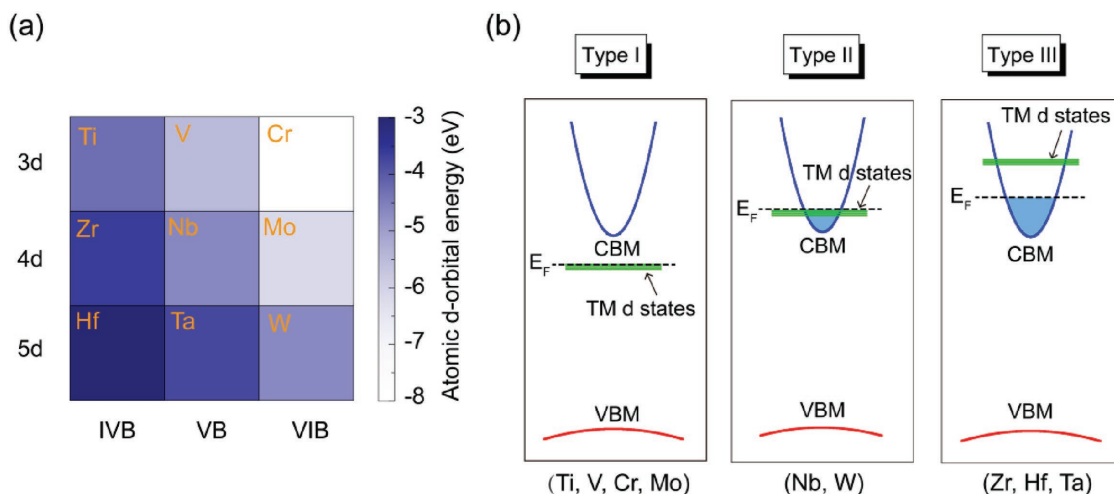 (a)
Ti
V
Cr
Zr
Nb
Mo
Hf
Ta
W
3d
4d
5d
IVB
VB
VIB
-3
-4
-5
-6
-7
-8
Atomic d-orbital energy (eV)
(b)
Type I
CBM
E_F
TM d states
VBM
(Ti, V, Cr, Mo)
Type II
TM d states
E_F
CBM
VBM
(Nb, W)
Type III
TM d states
E_F
CBM
VBM
(Zr, Hf, Ta)